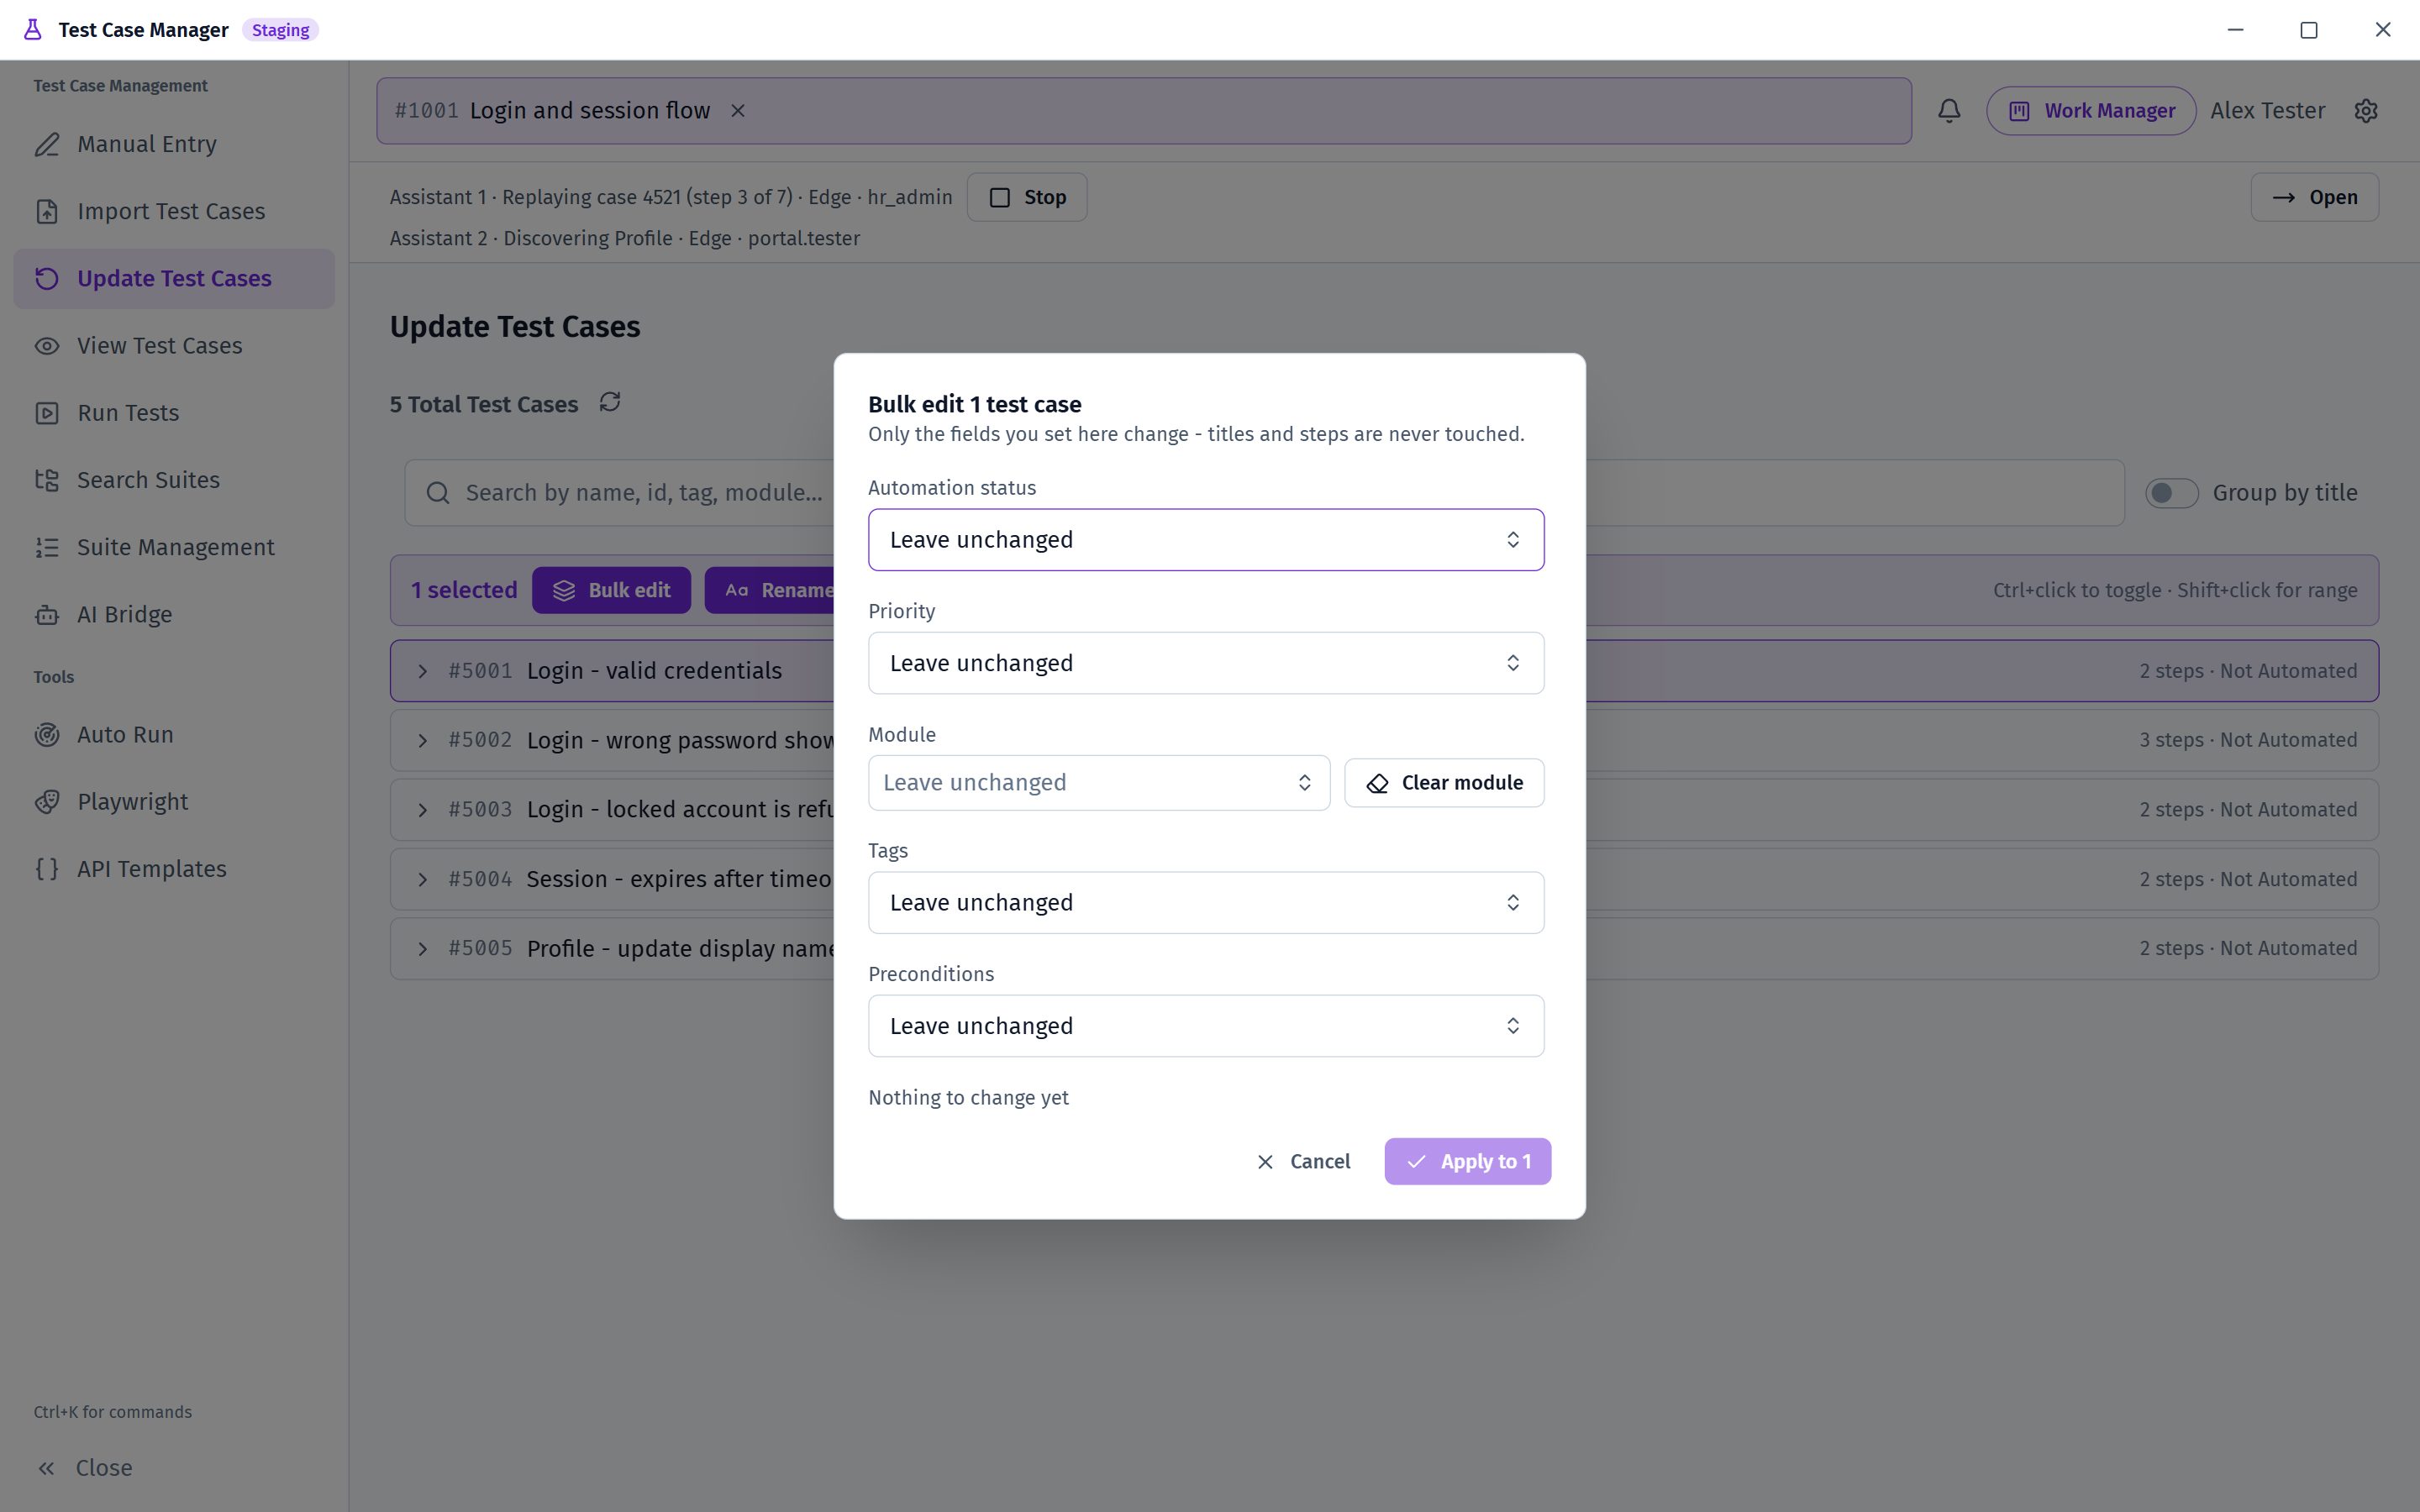 Test Case Manager Staging
Test Case Management
Manual Entry
Import Test Cases
Update Test Cases
View Test Cases
Run Tests
Search Suites
Suite Management
AI Bridge
Tools
Auto Run
Playwright
API Templates
Ctrl+K for commands
Close
#1001 Login and session flow
Work Manager Alex Tester
Assistant 1 · Replaying case 4521 (step 3 of 7) · Edge · hr_admin Stop Open
Assistant 2 · Discovering Profile · Edge · portal.tester
Update Test Cases
5 Total Test Cases
Search by name, id, tag, module... Group by title
1 selected Bulk edit Aa Rename Ctrl+click to toggle · Shift+click for range
#5001 Login - valid credentials 2 steps · Not Automated
#5002 Login - wrong password 3 steps · Not Automated
#5003 Login - locked account is 2 steps · Not Automated
#5004 Session - expires after 2 steps · Not Automated
#5005 Profile - update display name 2 steps · Not Automated
Bulk edit 1 test case
Only the fields you set here change - titles and steps are never touched.
Automation status
Leave unchanged
Priority
Leave unchanged
Module
Leave unchanged Clear module
Tags
Leave unchanged
Preconditions
Leave unchanged
Nothing to change yet
Cancel Apply to 1